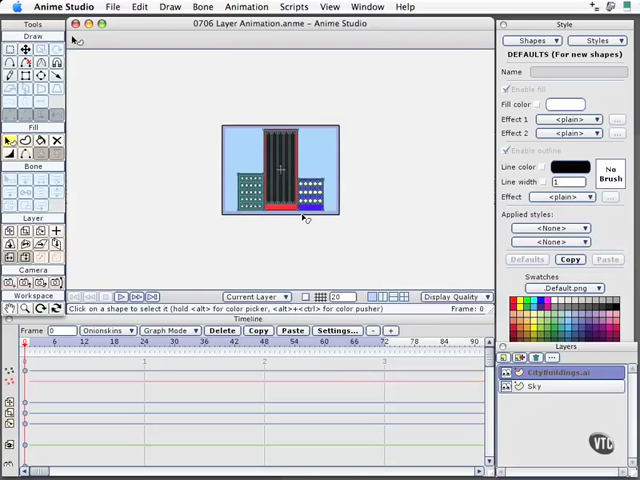 Anime Studio File Edit Draw Bone Animation Scripts View Window Help
0706 Layer Animation.anme - Anime Studio
Tools
Draw
Fill
Bone
Layer
Camera
Workspace
Style
Shapes Styles
DEFAULTS (For new shapes)
Name
Enable fill
Fill color
Effect 1 <plain> ...
Effect 2 <plain> ...
Enable outline
Line color
Line width 1
No Brush
Effect <plain> ...
Applied styles:
<None>
<None>
Defaults Copy Paste
Swatches
.Default.png
Current Layer 20 Display Quality
Click on a shape to select it (hold <alt> for color picker, <alt>+<ctrl> for color pusher) Frame: 0
Timeline
Frame 0 Onionskins Graph Mode Delete Copy Paste Settings... - +
0 6 12 18 24 30 36 42 48 54 60 66 72 78 84 90
0 1 2 3
Layers
CityBuildings.ai
Sky
VTC